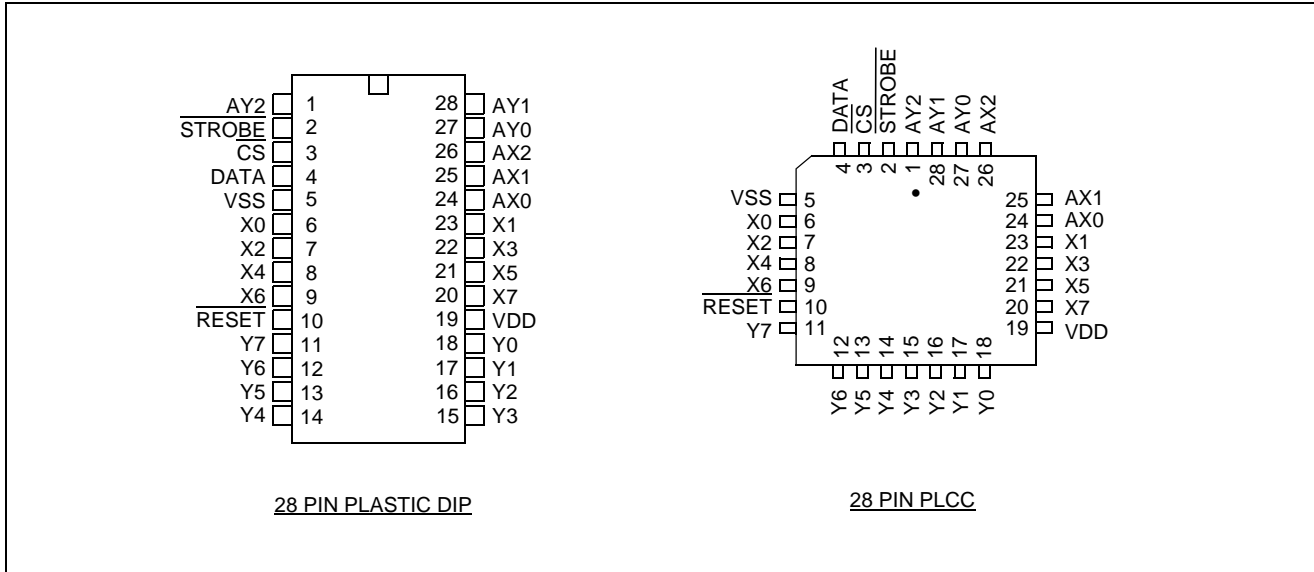 AY2 1 28 AY1
STROBE 2 27 AY0
CS 3 26 AX2
DATA 4 25 AX1
VSS 5 24 AX0
X0 6 23 X1
X2 7 22 X3
X4 8 21 X5
X6 9 20 X7
RESET 10 19 VDD
Y7 11 18 Y0
Y6 12 17 Y1
Y5 13 16 Y2
Y4 14 15 Y3
28 PIN PLASTIC DIP
DATA CS STROBE AY2 AY1 AY0 AX2
4 3 2 1 28 27 26
VSS 5 25 AX1
X0 6 24 AX0
X2 7 23 X1
X4 8 22 X3
X6 9 21 X5
RESET 10 20 X7
Y7 11 19 VDD
12 13 14 15 16 17 18
Y6 Y5 Y4 Y3 Y2 Y1 Y0
28 PIN PLCC